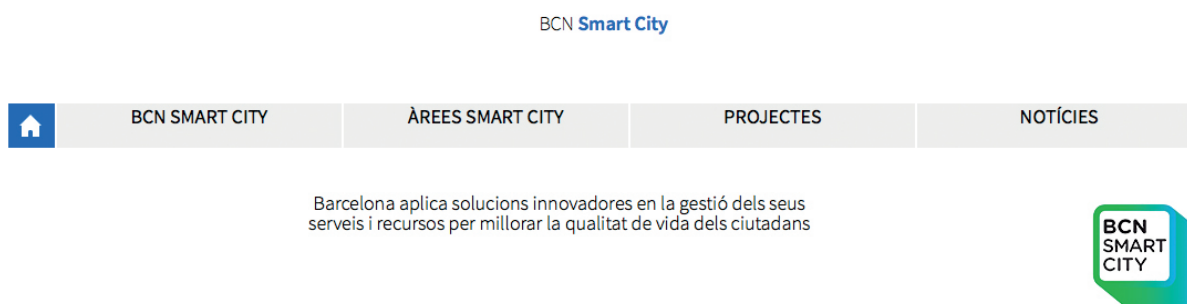 BCN Smart City
BCN SMART CITY
ÀREES SMART CITY
PROJECTES
NOTÍCIES
Barcelona aplica solucions innovadores en la gestió dels seus
serveis i recursos per millorar la qualitat de vida dels ciutadans
BCN
SMART
CITY